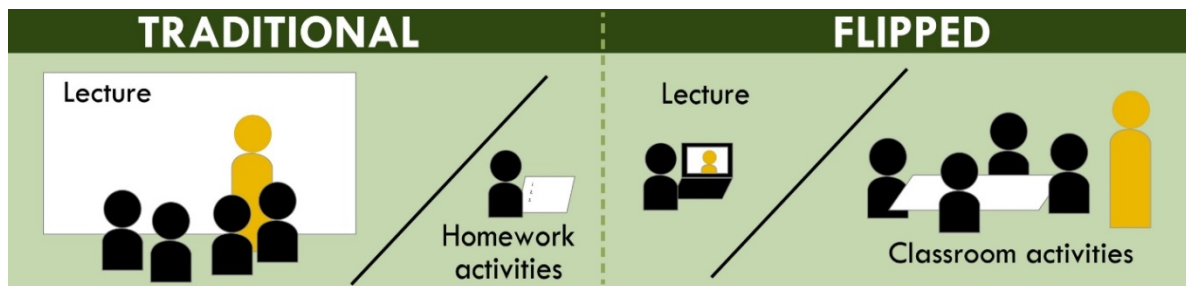 TRADITIONAL
Lecture
Homework
activities
FLIPPED
Lecture
Classroom activities